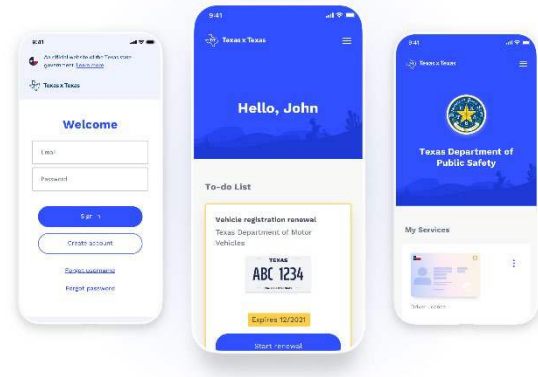 9:41
An official website of the Texas state
government. Learn more
Texas x Texas
Welcome
Email
Password
Sign in
Create account
Forgot username
Forgot password
9:41
Texas x Texas
Hello, John
To-do List
Vehicle registration renewal
Texas Department of Motor
Vehicles
TEXAS
ABC 1234
Expires 12/2021
Start renewal
9:41
Texas x Texas
Texas Department of
Public Safety
My Services
Driver License